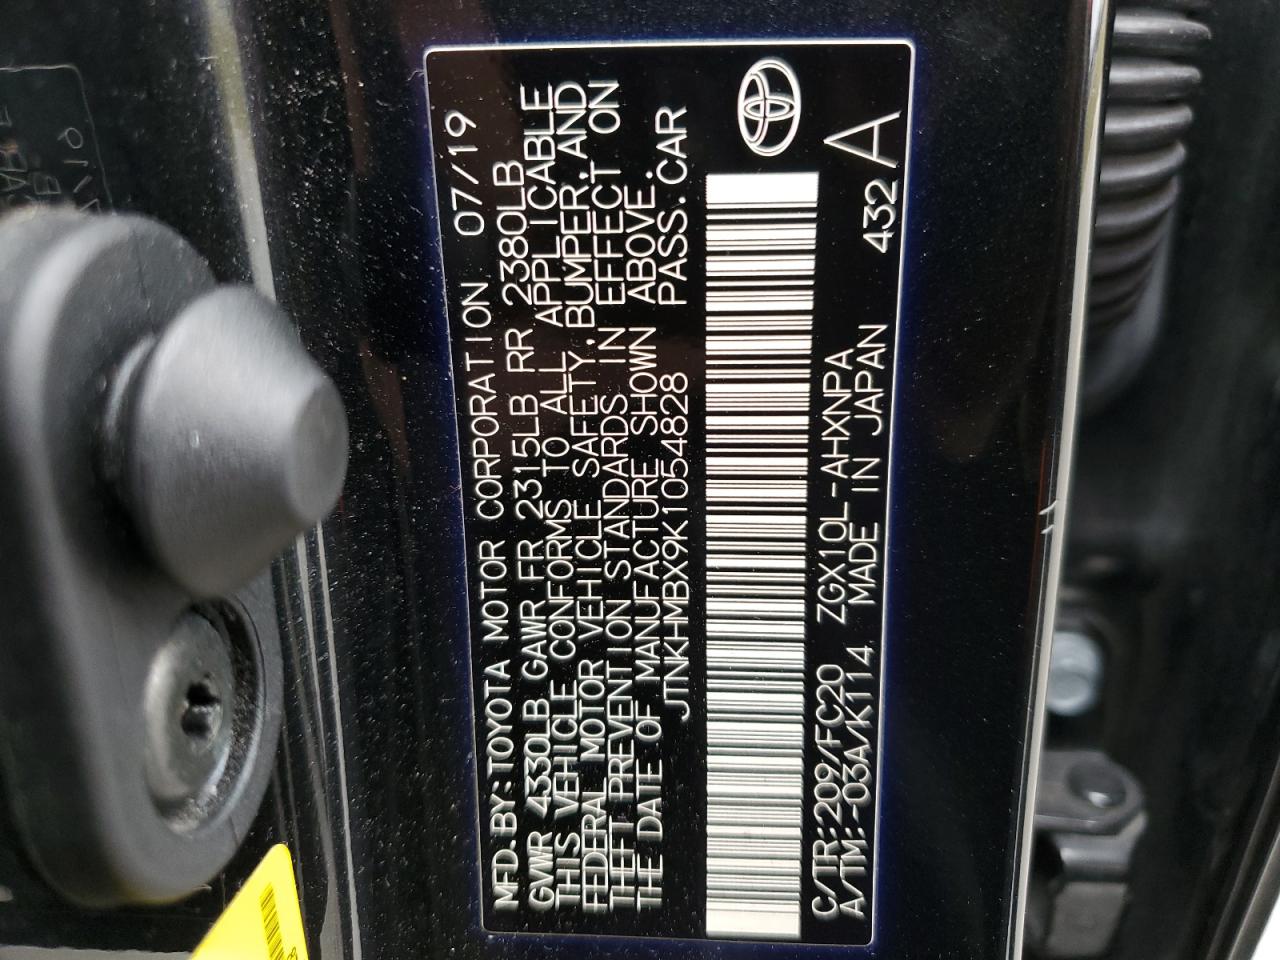 MFD.BY:TOYOTA MOTOR CORPORATION 07/19
GVWR 4330LB GAWR FR 2315LB RR 2380LB
THIS VEHICLE CONFORMS TO ALL APPLICABLE
FEDERAL MOTOR VEHICLE SAFETY,BUMPER,AND
THEFT PREVENTION STANDARDS IN EFFECT ON
THE DATE OF MANUFACTURE SHOWN ABOVE.
JTNKHMBX9K1054828 PASS.CAR
C/TR:209/FC20 ZGX10L-AHXNPA
A/TM:-03A/K114 MADE IN JAPAN 432 A